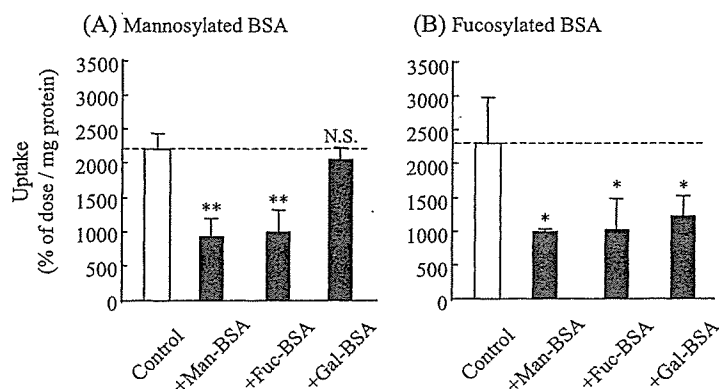 (A) Mannosylated BSA
(B) Fucosylated BSA
Uptake
(% of dose / mg protein)
3500
3000
2500
2000
1500
1000
500
0
**
**
N.S.
Control
+Man-BSA
+Fuc-BSA
+Gal-BSA
3500
3000
2500
2000
1500
1000
500
0
*
*
*
Control
+Man-BSA
+Fuc-BSA
+Gal-BSA